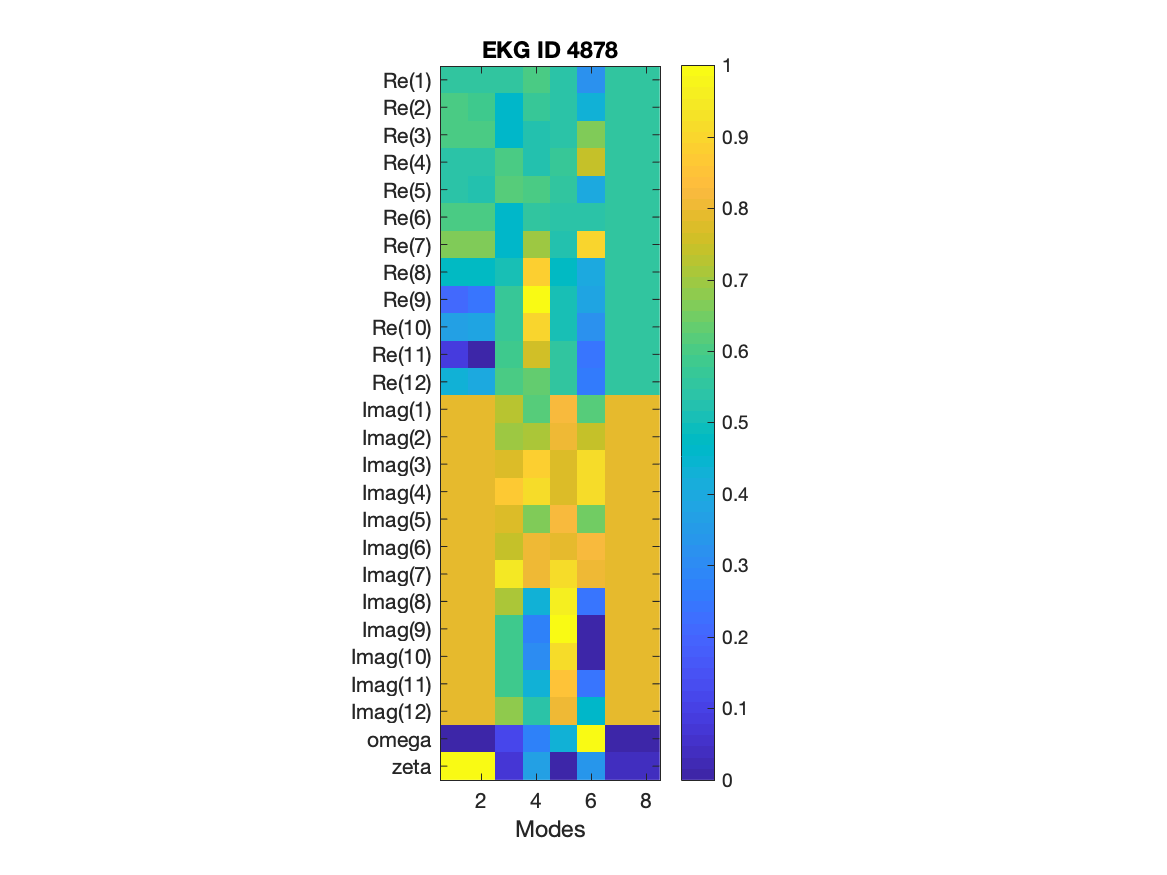 EKG ID 4878
Re(1)
Re(2)
Re(3)
Re(4)
Re(5)
Re(6)
Re(7)
Re(8)
Re(9)
Re(10)
Re(11)
Re(12)
Imag(1)
Imag(2)
Imag(3)
Imag(4)
Imag(5)
Imag(6)
Imag(7)
Imag(8)
Imag(9)
Imag(10)
Imag(11)
Imag(12)
omega
zeta
2 4 6 8
Modes
1
0.9
0.8
0.7
0.6
0.5
0.4
0.3
0.2
0.1
0